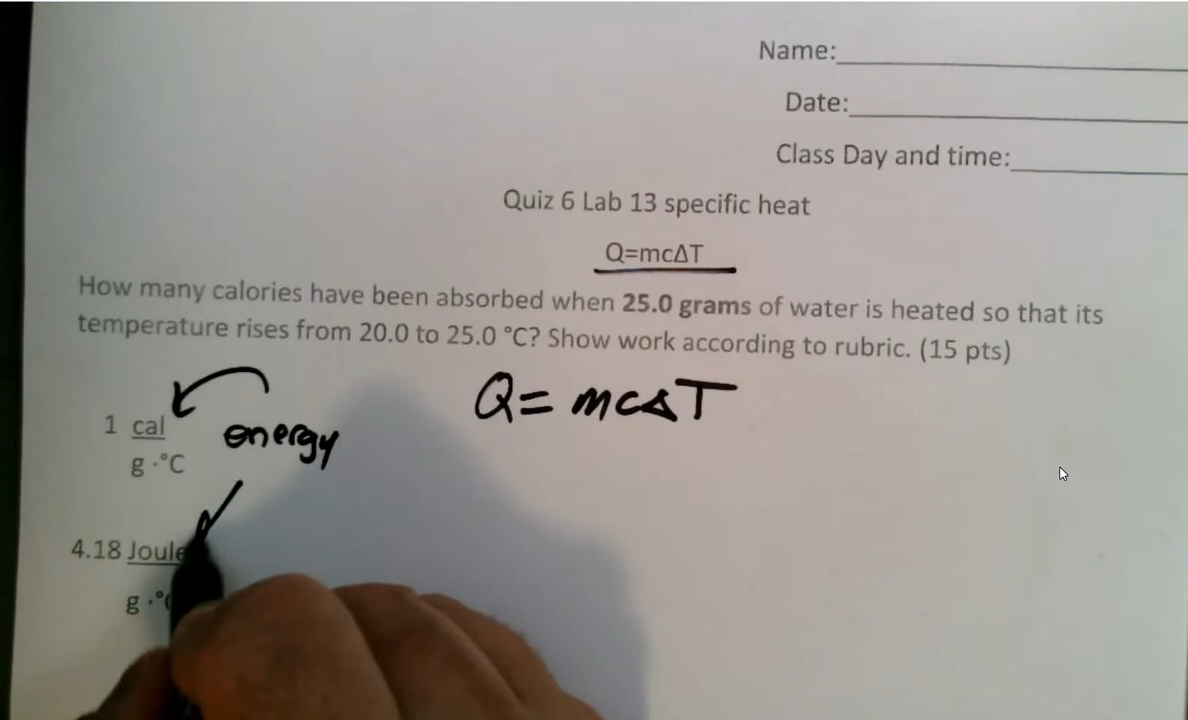 Name:
Date:
Class Day and time:
Quiz 6 Lab 13 specific heat
Q=mcΔT
How many calories have been absorbed when 25.0 grams of water is heated so that its
temperature rises from 20.0 to 25.0 °C? Show work according to rubric. (15 pts)
Q= mcΔT
1 cal
energy
g ·°C
4.18 Joule
g ·°